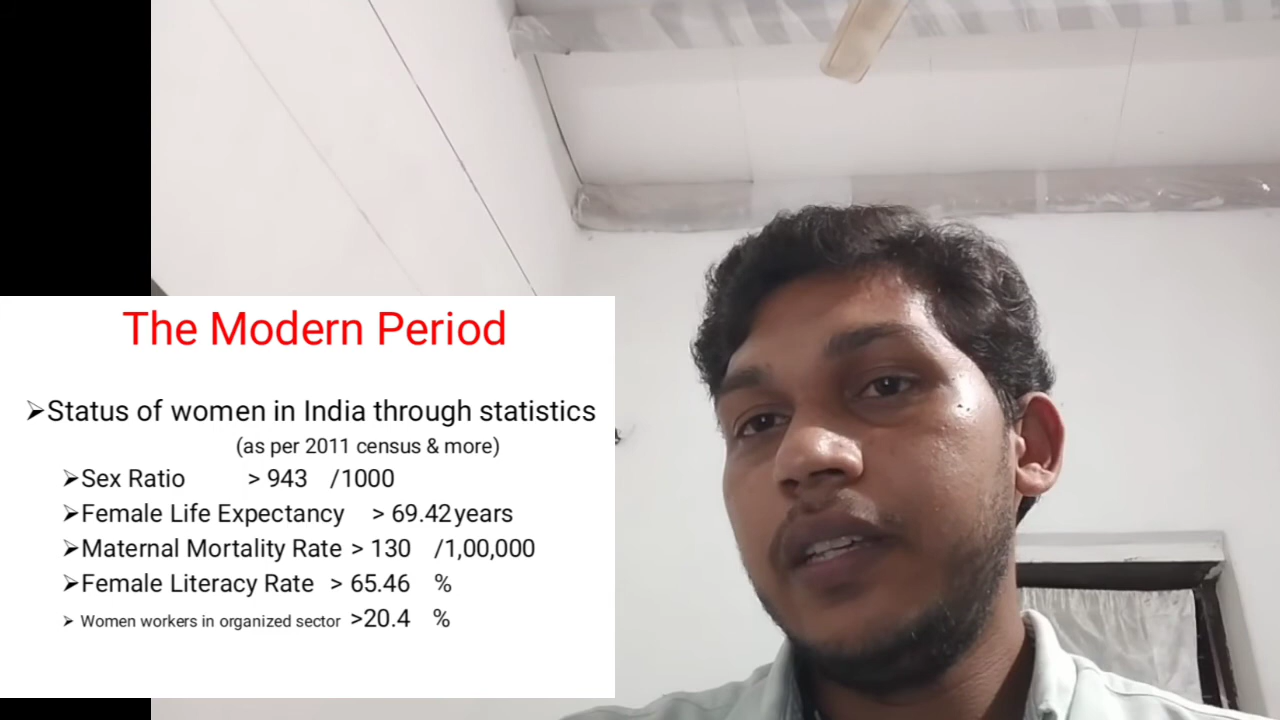 The Modern Period
➢Status of women in India through statistics
(as per 2011 census & more)
➢Sex Ratio > 943 /1000
➢Female Life Expectancy > 69.42years
➢Maternal Mortality Rate > 130 /1,00,000
➢Female Literacy Rate > 65.46 %
➢ Women workers in organized sector >20.4 %